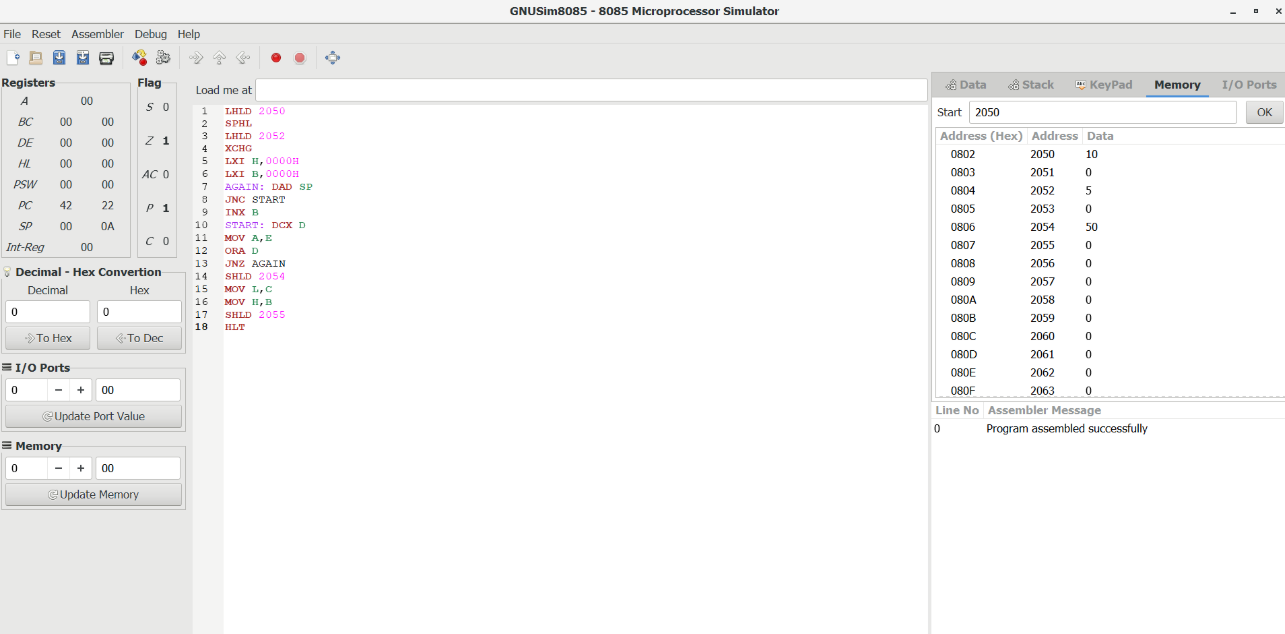 GNUSim8085 - 8085 Microprocessor Simulator
File Reset Assembler Debug Help
Registers
A 00
BC 00 00
DE 00 00
HL 00 00
PSW 00 00
PC 42 22
SP 00 0A
Int-Reg 00
Flag
S 0
Z 1
AC 0
P 1
C 0
Decimal - Hex Convertion
Decimal Hex
0 0
To Hex To Dec
I/O Ports
0 − + 00
Update Port Value
Memory
0 − + 00
Update Memory
Load me at
1 LHLD 2050
2 SPHL
3 LHLD 2052
4 XCHG
5 LXI H,0000H
6 LXI B,0000H
7 AGAIN: DAD SP
8 JNC START
9 INX B
10 START: DCX D
11 MOV A,E
12 ORA D
13 JNZ AGAIN
14 SHLD 2054
15 MOV L,C
16 MOV H,B
17 SHLD 2055
18 HLT
Data Stack KeyPad Memory I/O Ports
Start 2050 OK
Address (Hex) Address Data
0802 2050 10
0803 2051 0
0804 2052 5
0805 2053 0
0806 2054 50
0807 2055 0
0808 2056 0
0809 2057 0
080A 2058 0
080B 2059 0
080C 2060 0
080D 2061 0
080E 2062 0
080F 2063 0
Line No Assembler Message
0 Program assembled successfully